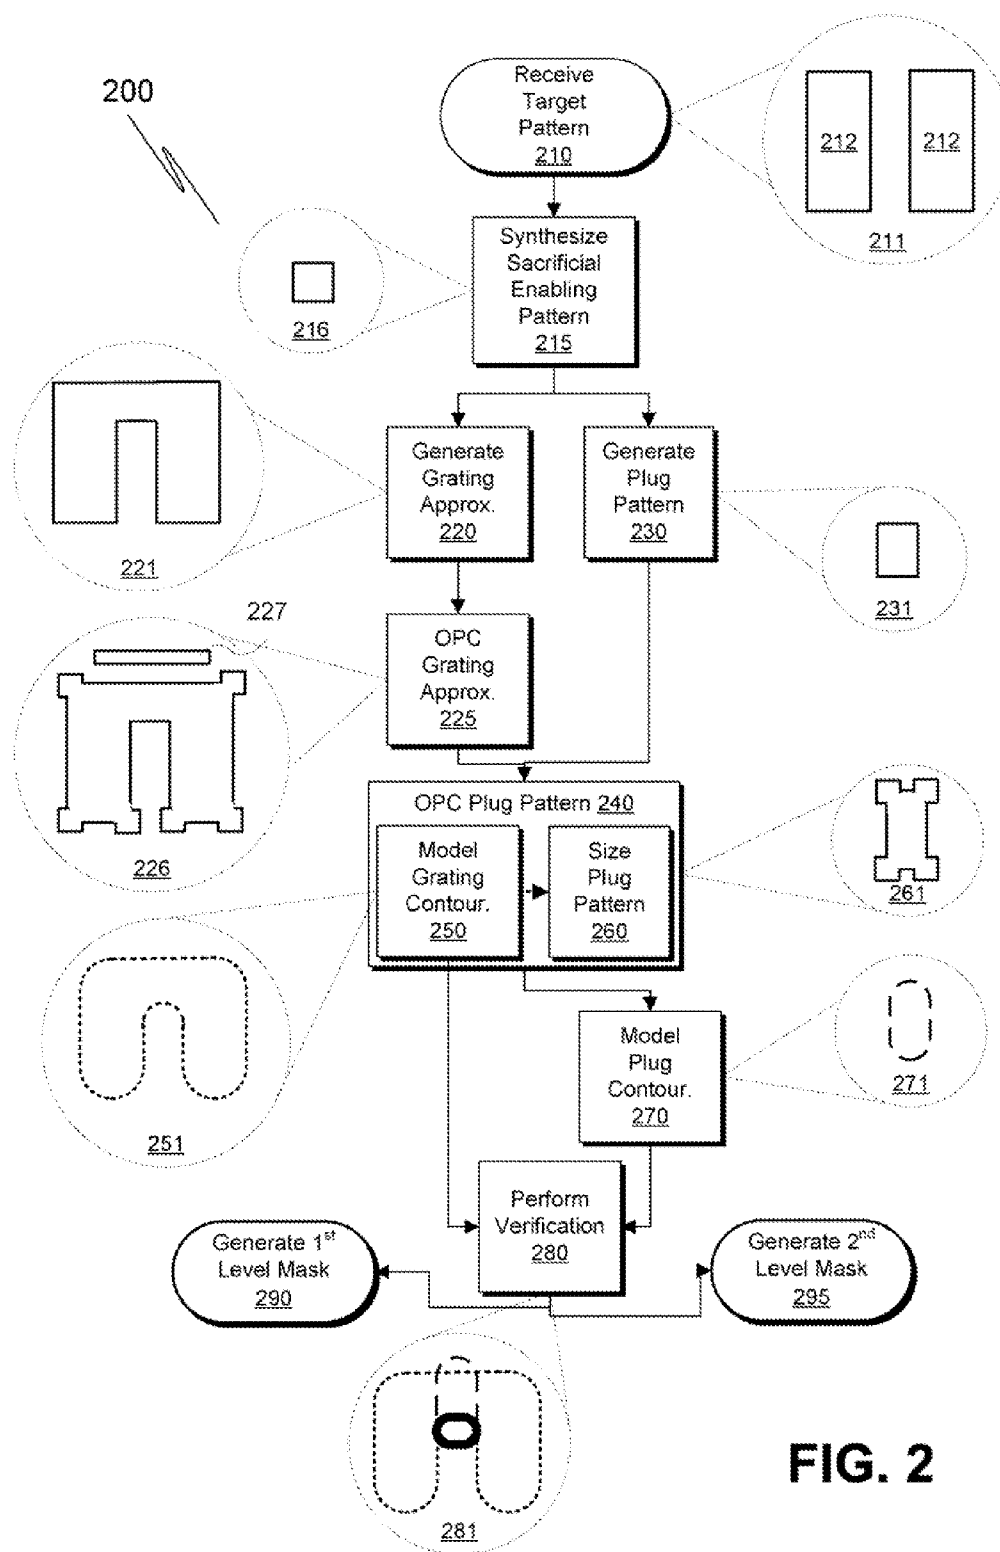 200
Receive
Target
Pattern
210
212
212
211
Synthesize
Sacrificial
Enabling
Pattern
215
216
221
Generate
Grating
Approx.
220
Generate
Plug
Pattern
230
231
227
226
OPC
Grating
Approx.
225
OPC Plug Pattern 240
Model
Grating
Contour.
250
Size
Plug
Pattern
260
261
251
Model
Plug
Contour.
270
271
Perform
Verification
280
Generate 1st
Level Mask
290
Generate 2nd
Level Mask
295
281
FIG. 2